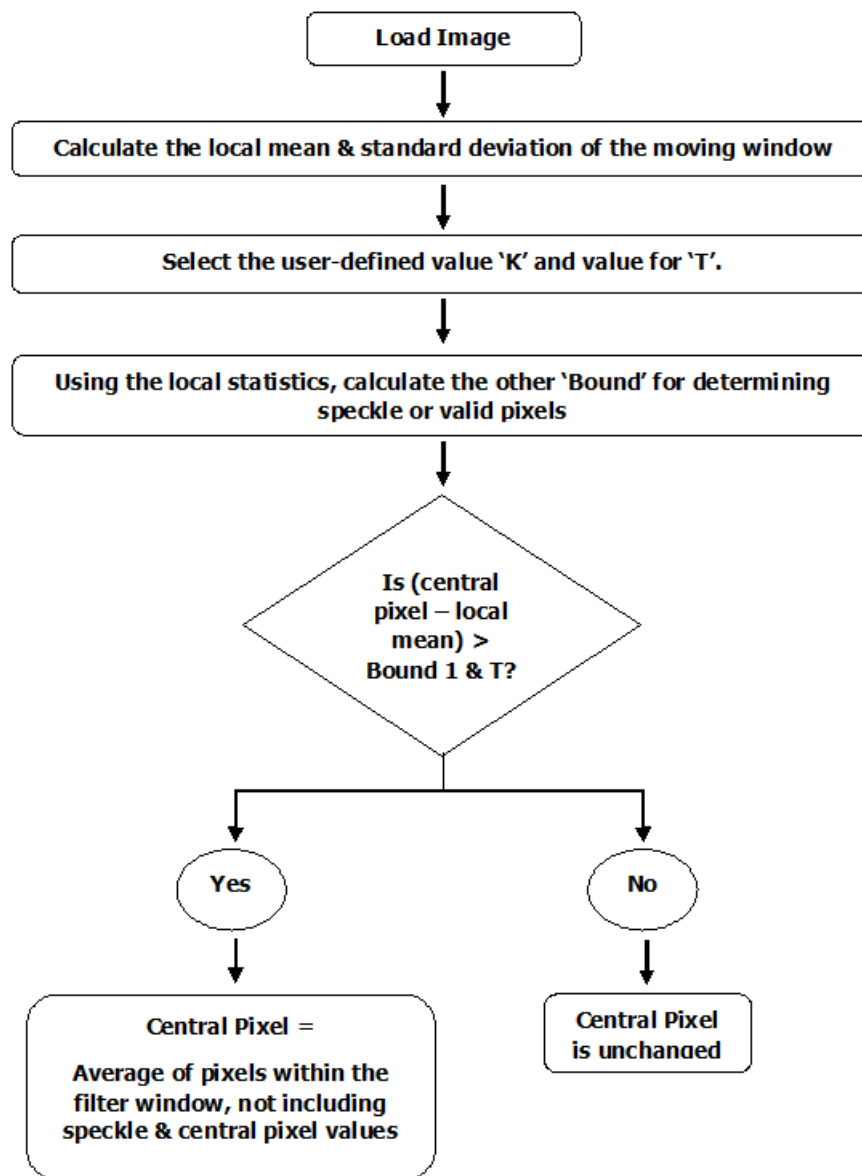 Load Image
Calculate the local mean & standard deviation of the moving window
Select the user-defined value ‘K’ and value for ‘T’.
Using the local statistics, calculate the other ‘Bound’ for determining
speckle or valid pixels
Is (central
pixel – local
mean) >
Bound 1 & T?
Yes
No
Central Pixel =
Average of pixels within the
filter window, not including
speckle & central pixel values
Central Pixel
is unchanged